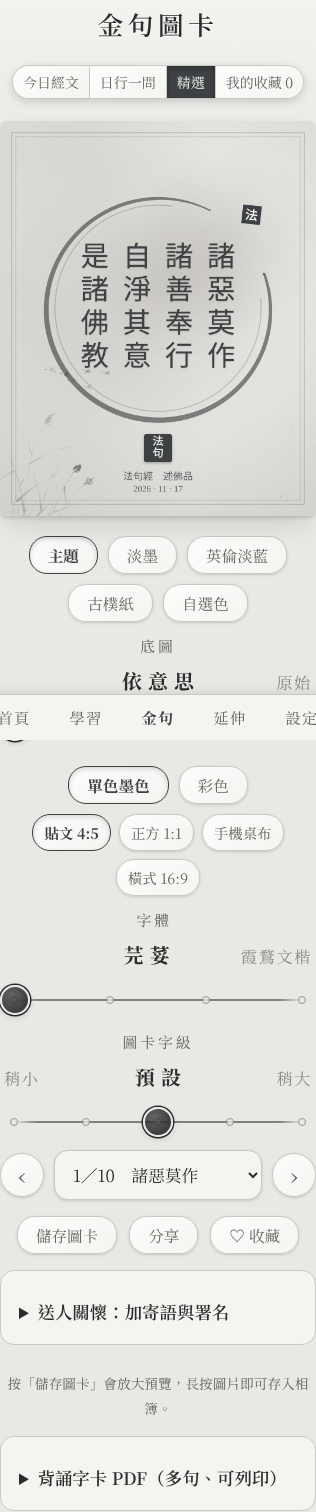 金句圖卡
今日經文 日行一問 精選 我的收藏 0
法
諸惡莫作
諸善奉行
自淨其意
是諸佛教
法句
法句經 述佛品
2026 · 11 · 17
主題 淡墨 英倫淡藍
古樸紙 自選色
底圖
依意思 原始
首頁 學習 金句 延伸 設定
單色墨色 彩色
貼文 4:5 正方 1:1 手機桌布
橫式 16:9
字體
芫荽 霞鶩文楷
圖卡字級
稍小 預設 稍大
‹ 1／10 諸惡莫作 ›
儲存圖卡 分享 ♡ 收藏
▶ 送人關懷：加寄語與署名
按「儲存圖卡」會放大預覽，長按圖片即可存入相
簿。
▶ 背誦字卡 PDF（多句、可列印）